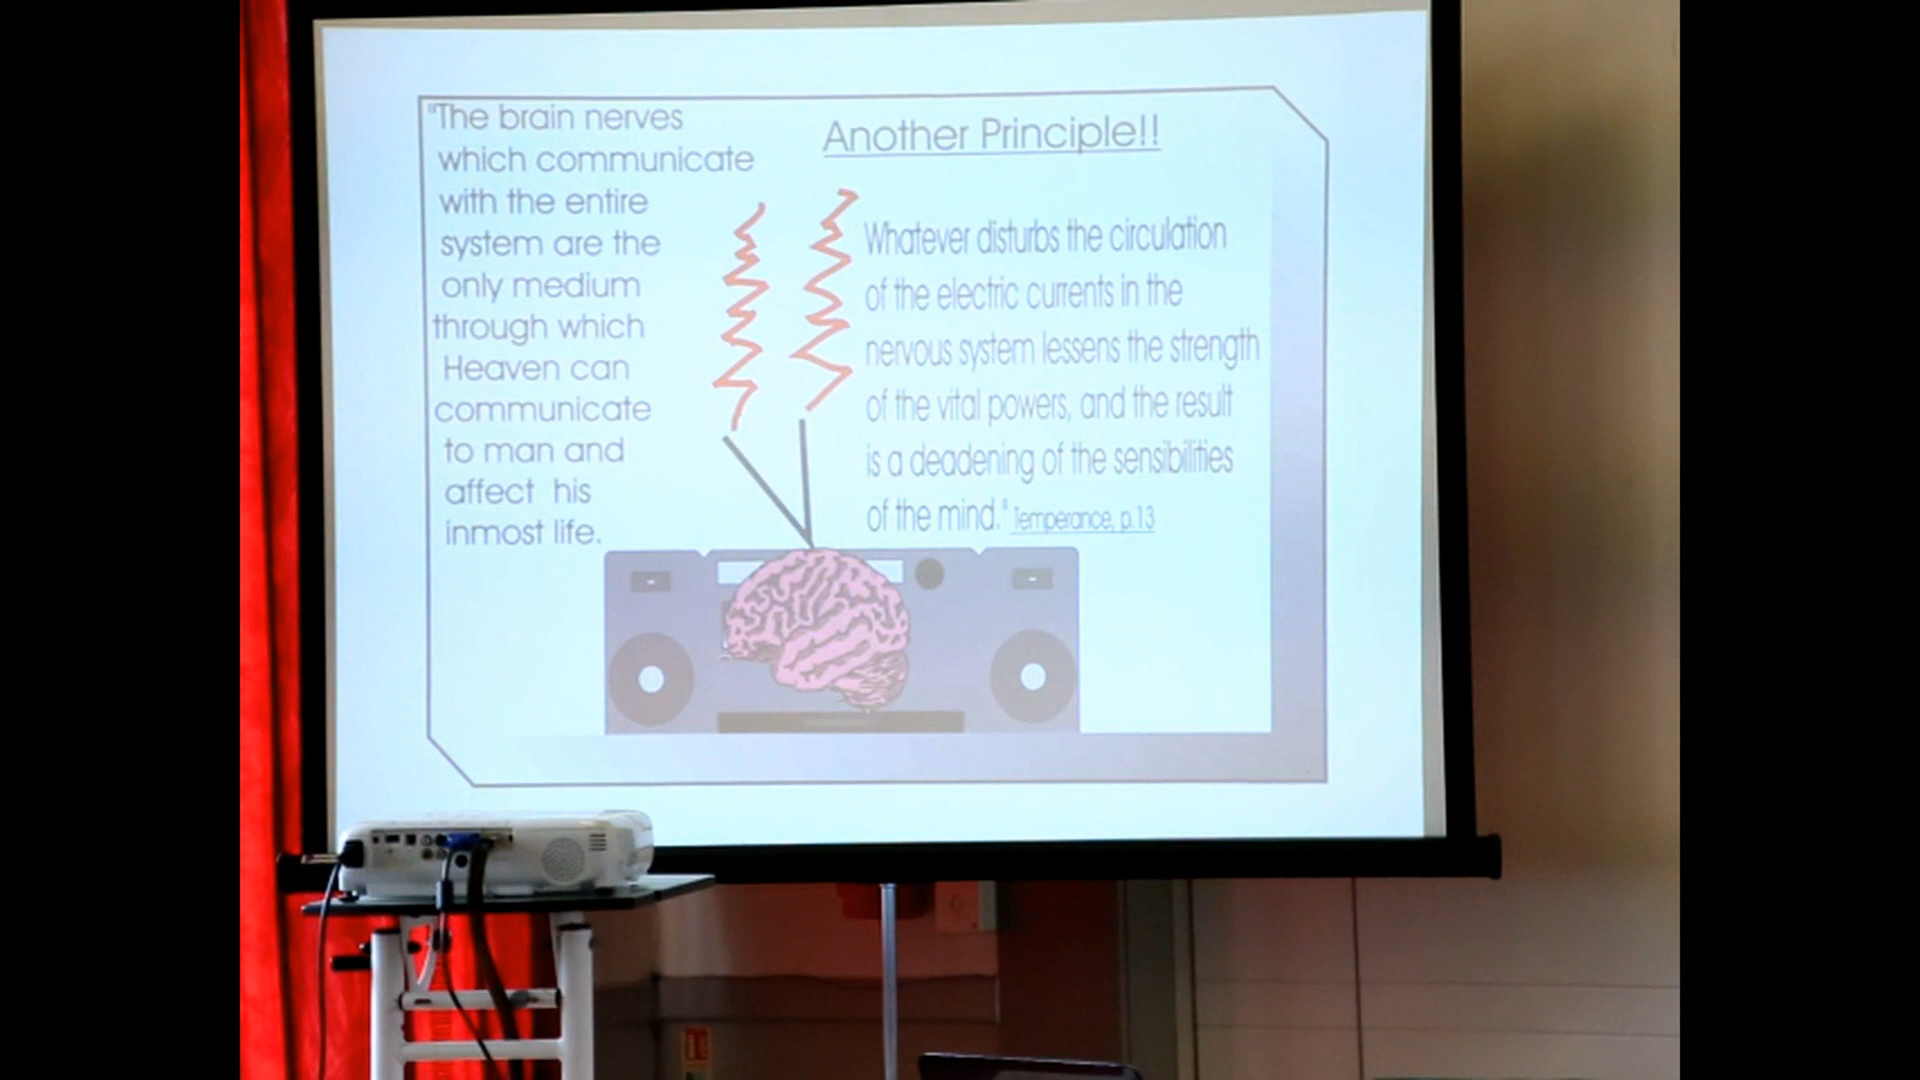 "The brain nerves
which communicate
with the entire
system are the
only medium
through which
Heaven can
communicate
to man and
affect his
inmost life.
Another Principle!!
Whatever disturbs the circulation
of the electric currents in the
nervous system lessens the strength
of the vital powers, and the result
is a deadening of the sensibilities
of the mind." Temperance, p.13